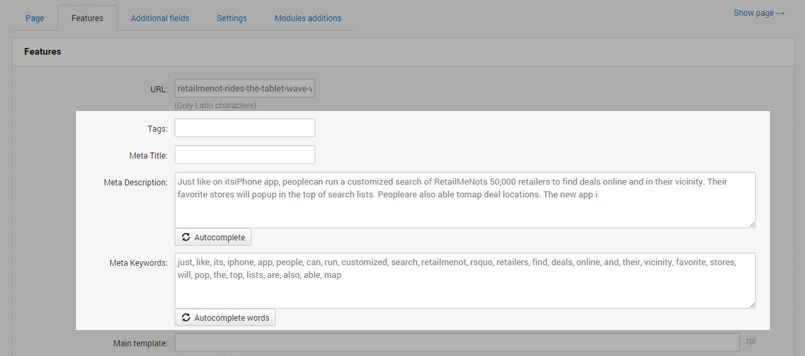 Page Features Additional fields Settings Modules additions Show page →
Features
URL: retailmenot-rides-the-tablet-wave-
(Only Latin characters)
Tags:
Meta Title:
Meta Description: Just like on itsiPhone app, peoplecan run a customized search of RetailMeNots 50,000 retailers to find deals online and in their vicinity. Their
favorite stores will popup in the top of search lists. Peopleare also able tomap deal locations. The new app i
Autocomplete
Meta Keywords: just, like, its, iphone, app, people, can, run, customized, search, retailmenot, rsquo, retailers, find, deals, online, and, their, vicinity, favorite, stores,
will, pop, the, top, lists, are, also, able, map
Autocomplete words
Main template: .tpl